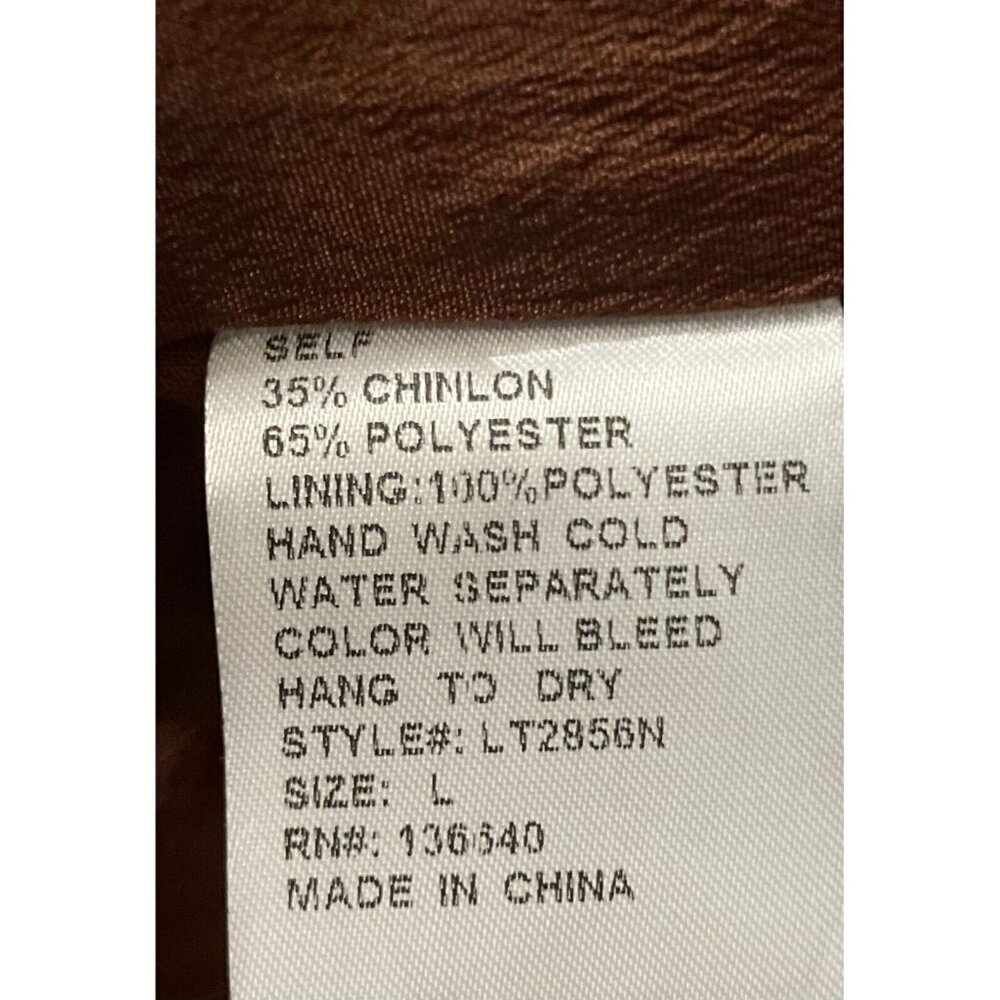 SELF
35% CHINLON
65% POLYESTER
LINING:100%POLYESTER
HAND WASH COLD
WATER SEPARATELY
COLOR WILL BLEED
HANG TO DRY
STYLE#: LT2856N
SIZE: L
RN#: 136640
MADE IN CHINA